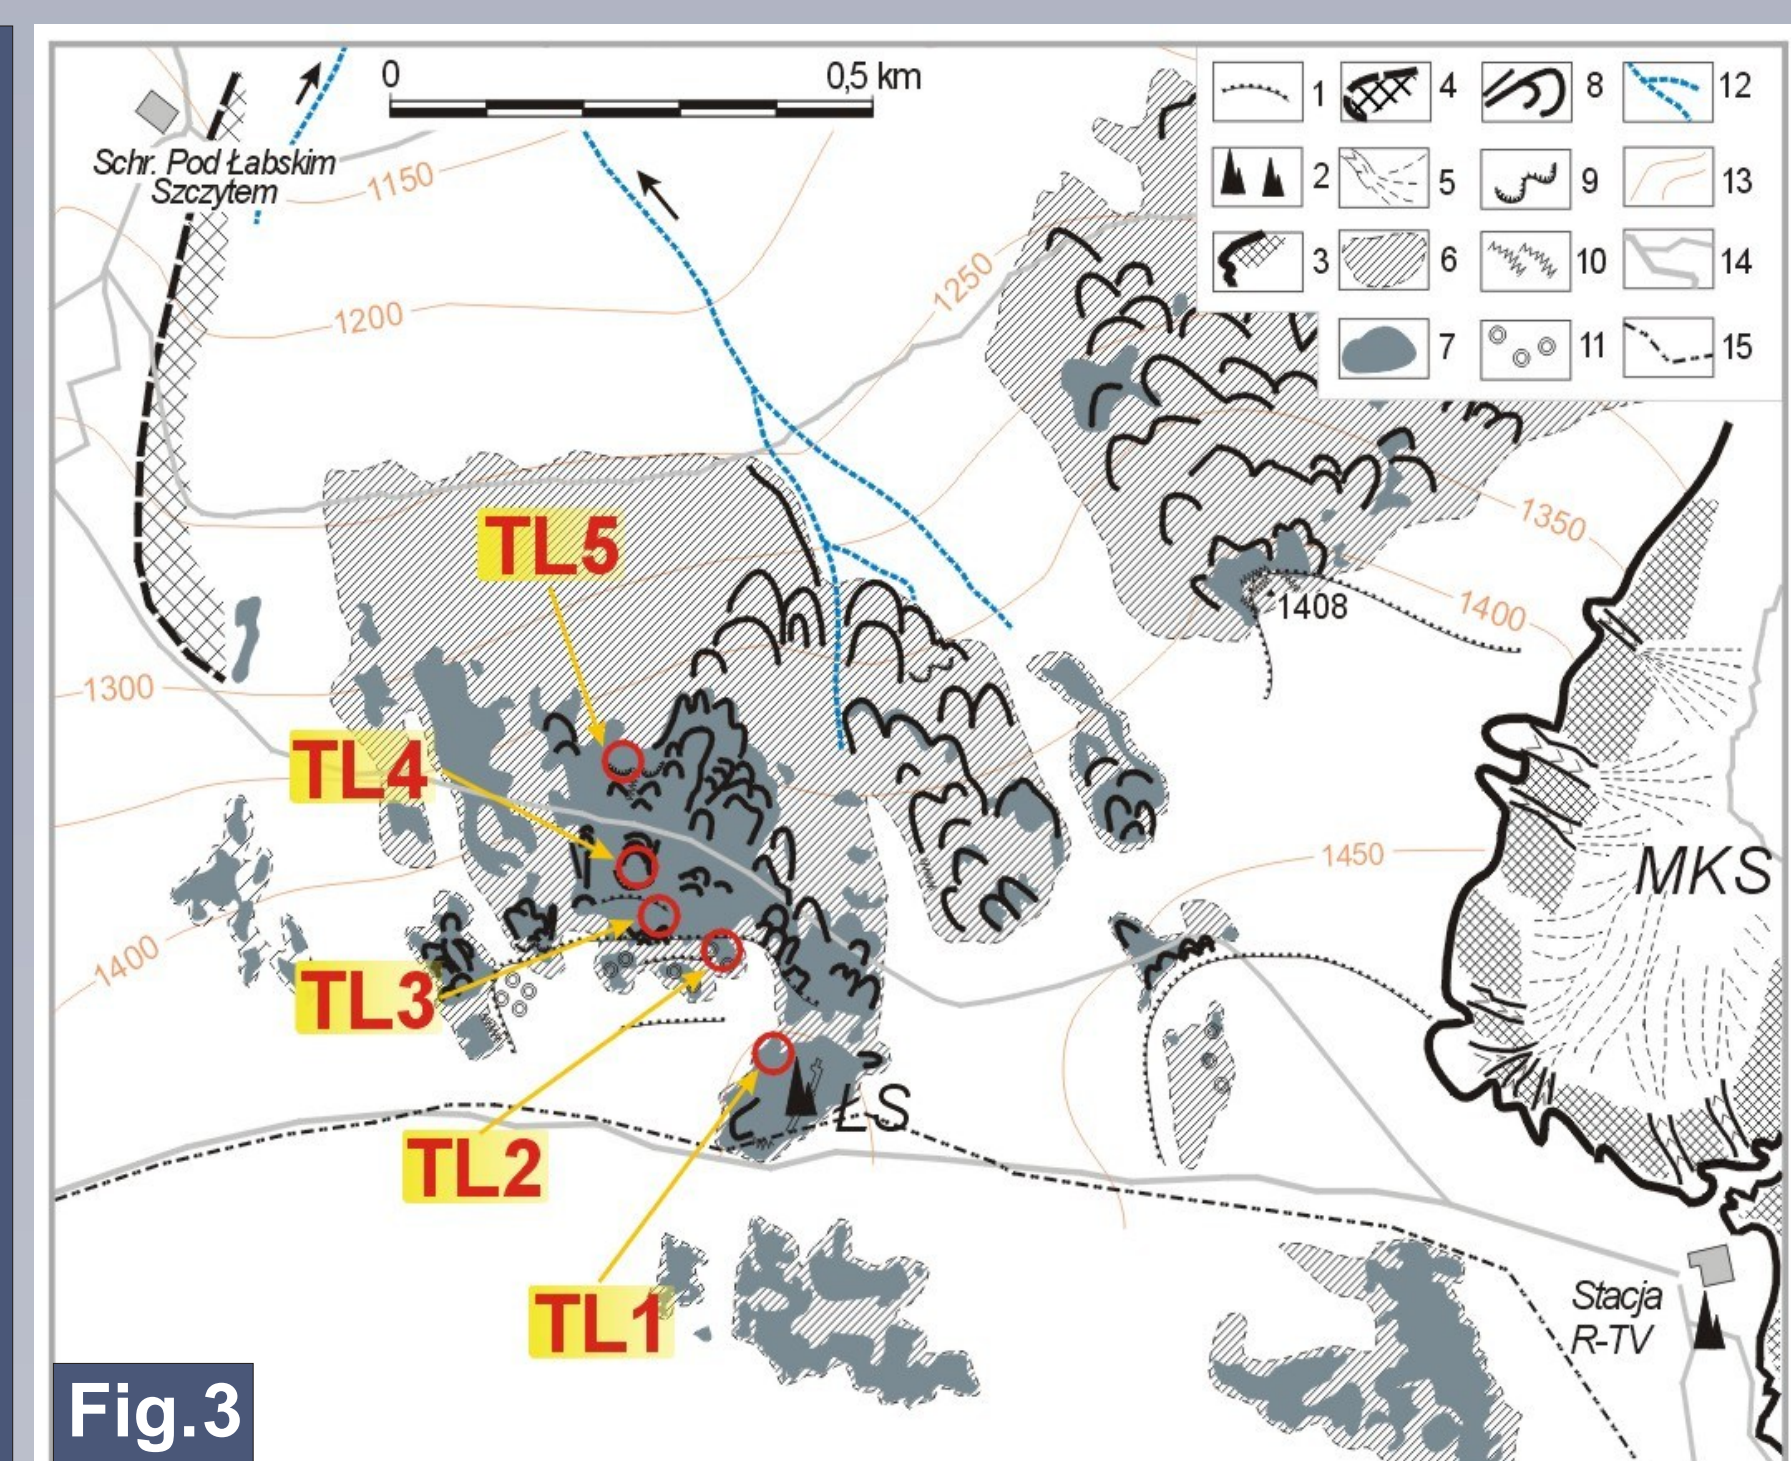 0 0,5 km
1 4 8 12
2 5 9 13
3 6 10 14
7 11 15
Schr. Pod Łabskim
Szczytem
1150
1200
1250
1350
1400
1408
1300
1450
1400
TL5
TL4
TL3
TL2
TL1
MKS
ŁS
Stacja
R-TV
Fig.3